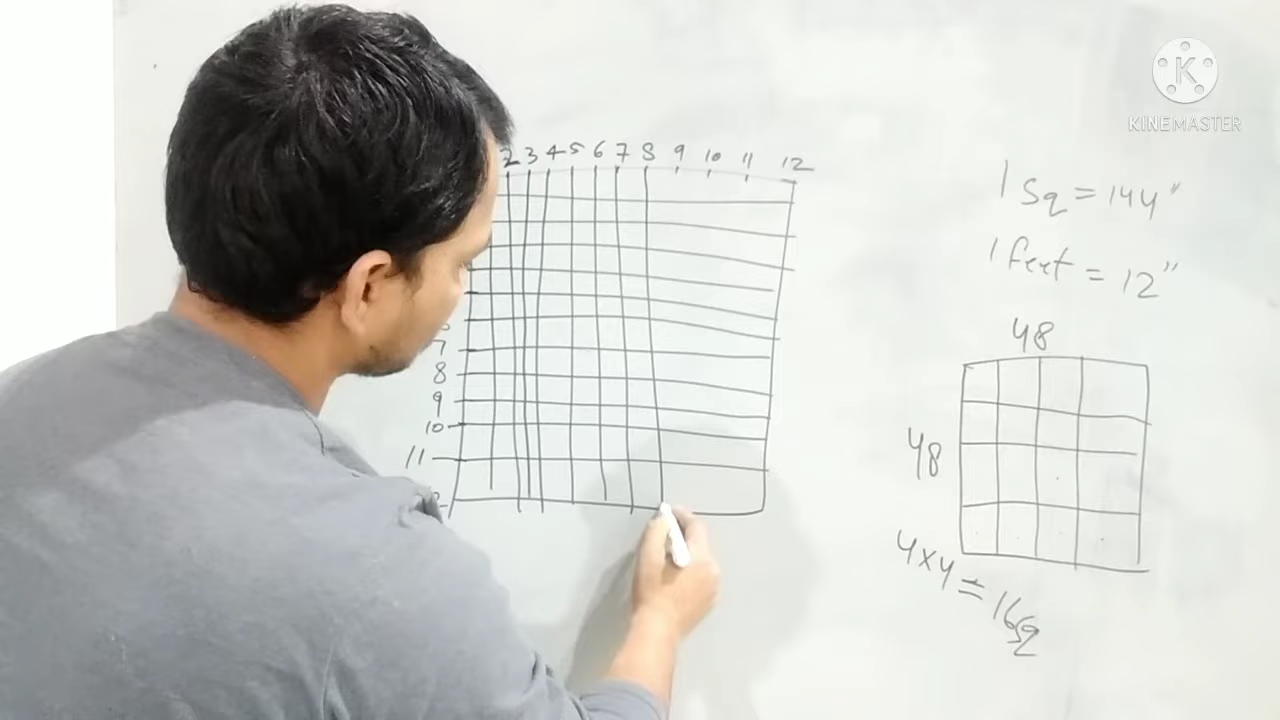 KINEMASTER
2 3 4 5 6 7 8 9 10 11 12
7
8
9
10
11
1 Sq = 144"
1 feet = 12"
48
48
4x4 = 16 sq